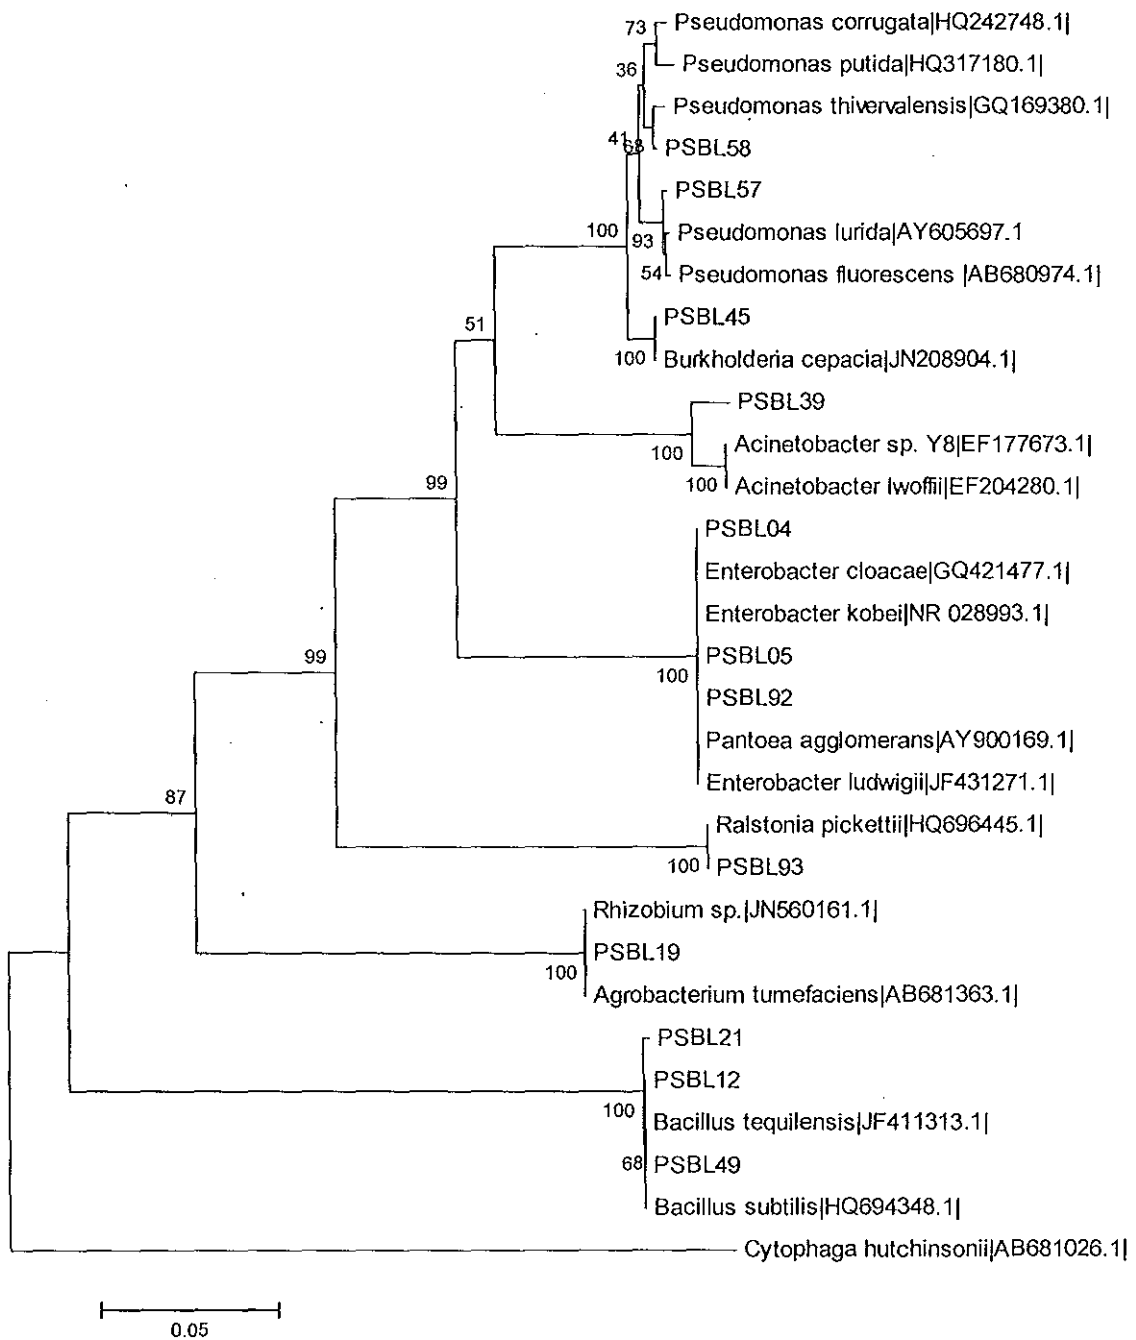 73 Pseudomonas corrugata|HQ242748.1|
Pseudomonas putida|HQ317180.1|
36
Pseudomonas thivervalensis|GQ169380.1|
41 68 PSBL58
PSBL57
100 93 Pseudomonas lurida|AY605697.1
54 Pseudomonas fluorescens |AB680974.1|
51 PSBL45
100 Burkholderia cepacia|JN208904.1|
PSBL39
100 Acinetobacter sp. Y8|EF177673.1|
99 100 Acinetobacter lwoffii|EF204280.1|
PSBL04
Enterobacter cloacae|GQ421477.1|
Enterobacter kobei|NR 028993.1|
99 PSBL05
100
PSBL92
Pantoea agglomerans|AY900169.1|
87 Enterobacter ludwigii|JF431271.1|
Ralstonia pickettii|HQ696445.1|
100 PSBL93
Rhizobium sp.|JN560161.1|
PSBL19
100
Agrobacterium tumefaciens|AB681363.1|
PSBL21
PSBL12
100
Bacillus tequilensis|JF411313.1|
68 PSBL49
Bacillus subtilis|HQ694348.1|
Cytophaga hutchinsonii|AB681026.1|
0.05